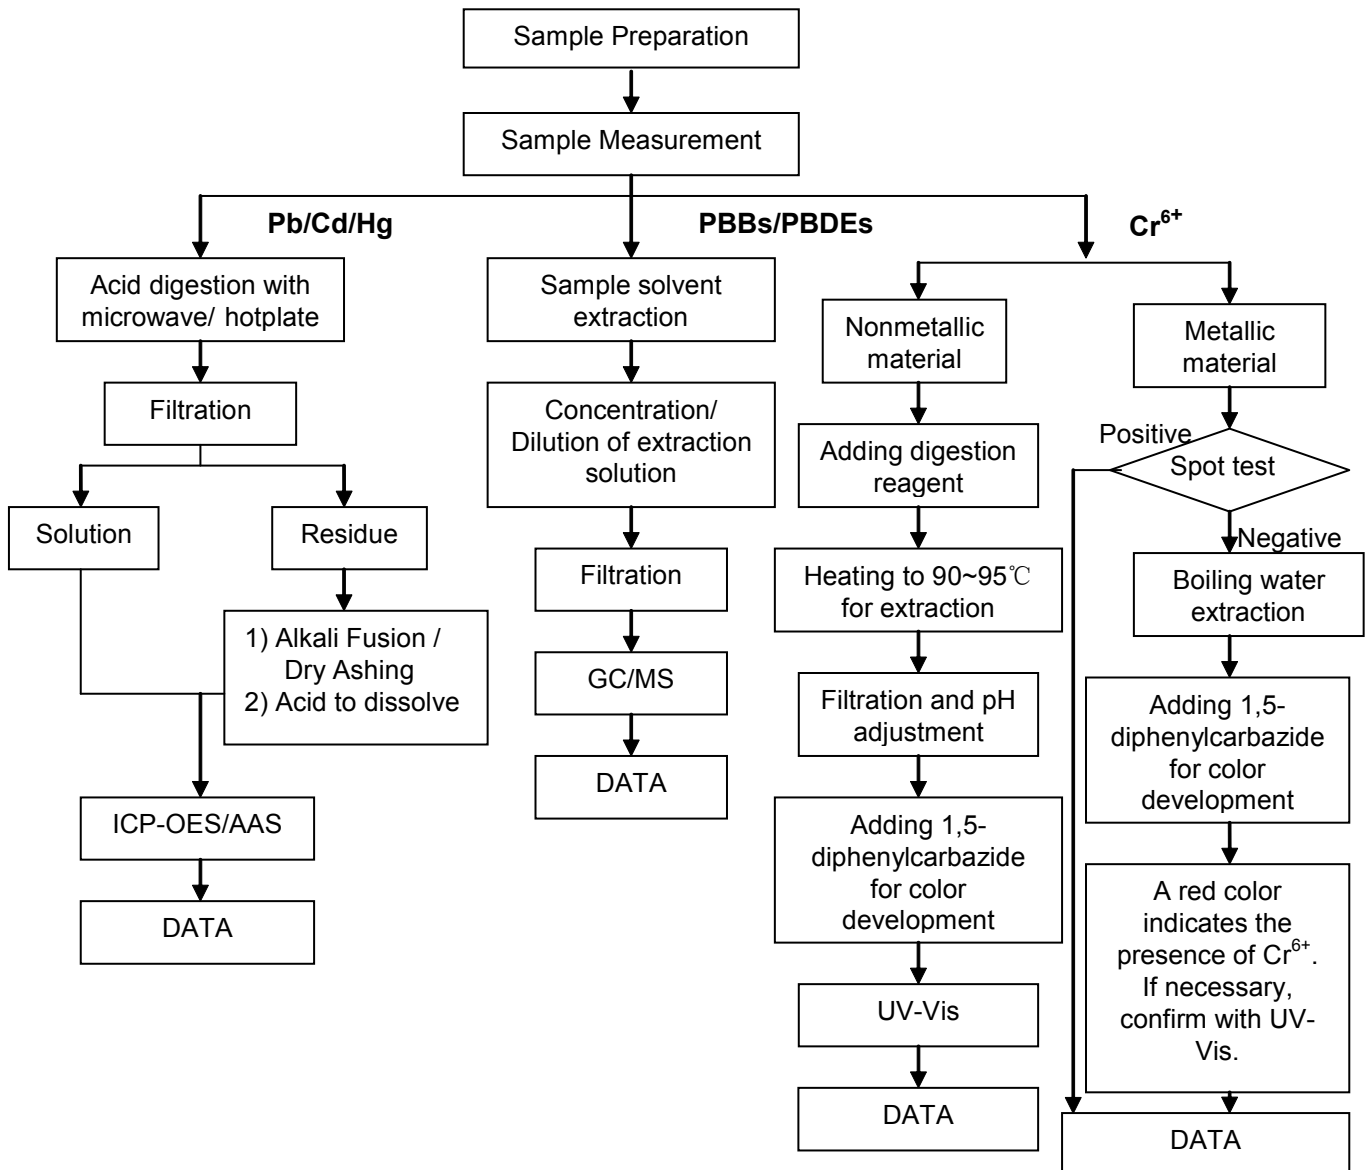 Sample Preparation
Sample Measurement
Pb/Cd/Hg
PBBs/PBDEs
Cr⁶⁺
Acid digestion with
microwave/ hotplate
Filtration
Solution
Residue
1) Alkali Fusion /
Dry Ashing
2) Acid to dissolve
ICP-OES/AAS
DATA
Sample solvent
extraction
Concentration/
Dilution of extraction
solution
Filtration
GC/MS
DATA
Nonmetallic
material
Adding digestion
reagent
Heating to 90~95℃
for extraction
Filtration and pH
adjustment
Adding 1,5-
diphenylcarbazide
for color
development
UV-Vis
DATA
Metallic
material
Positive
Spot test
Negative
Boiling water
extraction
Adding 1,5-
diphenylcarbazide
for color
development
A red color
indicates the
presence of Cr⁶⁺.
If necessary,
confirm with UV-
Vis.
DATA